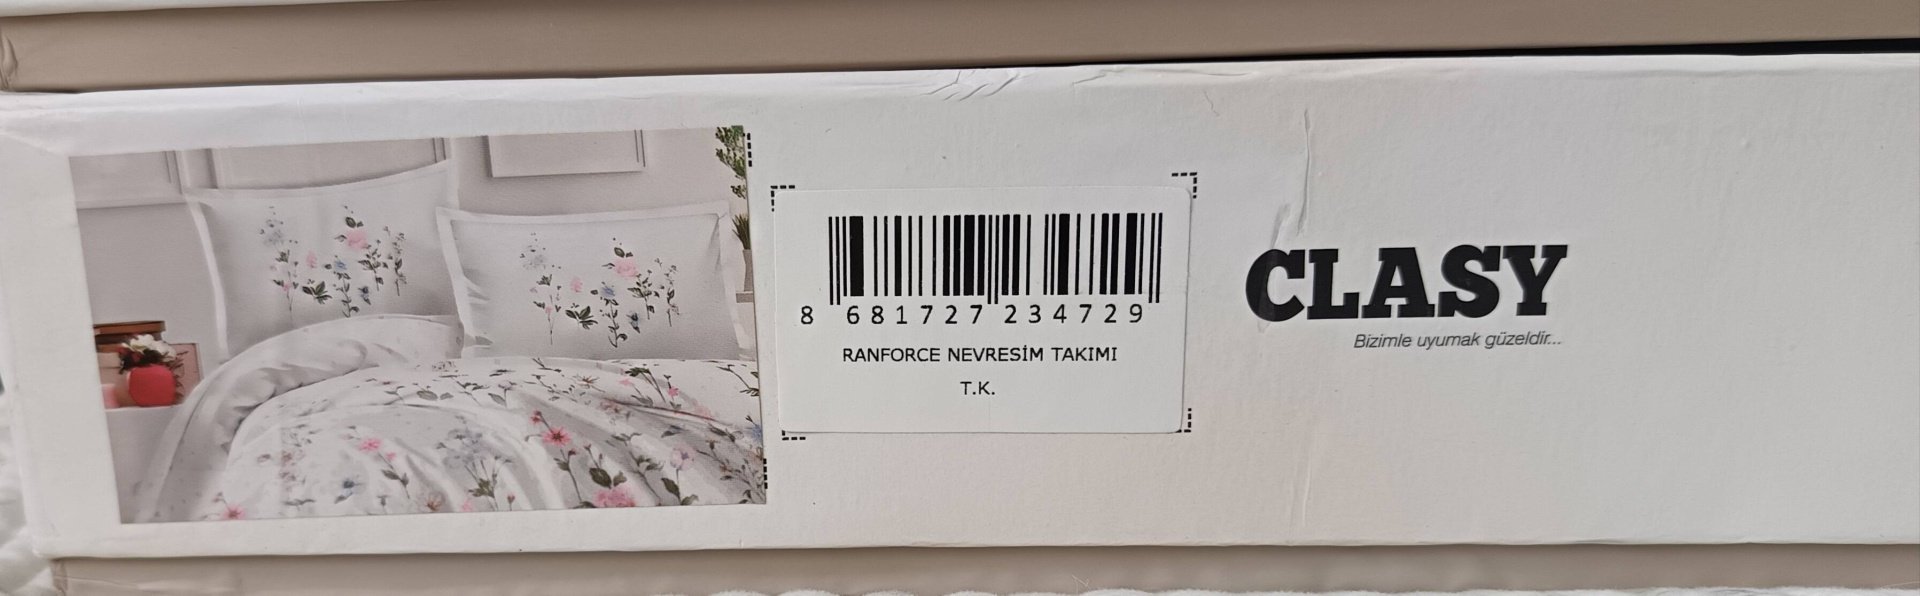 8 681727 234729
RANFORCE NEVRESİM TAKIMI
T.K.
CLASY
Bizimle uyumak güzeldir...